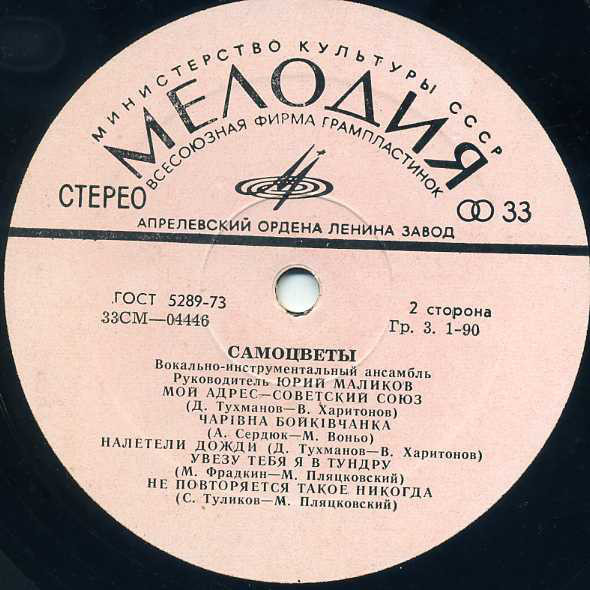 МИНИСТЕРСТВО КУЛЬТУРЫ СССР
МЕЛОДИЯ
ВСЕСОЮЗНАЯ ФИРМА ГРАМПЛАСТИНОК
СТЕРЕО
33
АПРЕЛЕВСКИЙ ОРДЕНА ЛЕНИНА ЗАВОД
ГОСТ 5289-73
2 сторона
33СМ—04446
Гр. 3. 1-90
САМОЦВЕТЫ
Вокально-инструментальный ансамбль
Руководитель ЮРИЙ МАЛИКОВ
МОЙ АДРЕС—СОВЕТСКИЙ СОЮЗ
(Д. Тухманов—В. Харитонов)
ЧАРІВНА БОЙКІВЧАНКА
(А. Сердюк—М. Воньо)
НАЛЕТЕЛИ ДОЖДИ (Д. Тухманов—В. Харитонов)
УВЕЗУ ТЕБЯ Я В ТУНДРУ
(М. Фрадкин—М. Пляцковский)
НЕ ПОВТОРЯЕТСЯ ТАКОЕ НИКОГДА
(С. Туликов—М. Пляцковский)